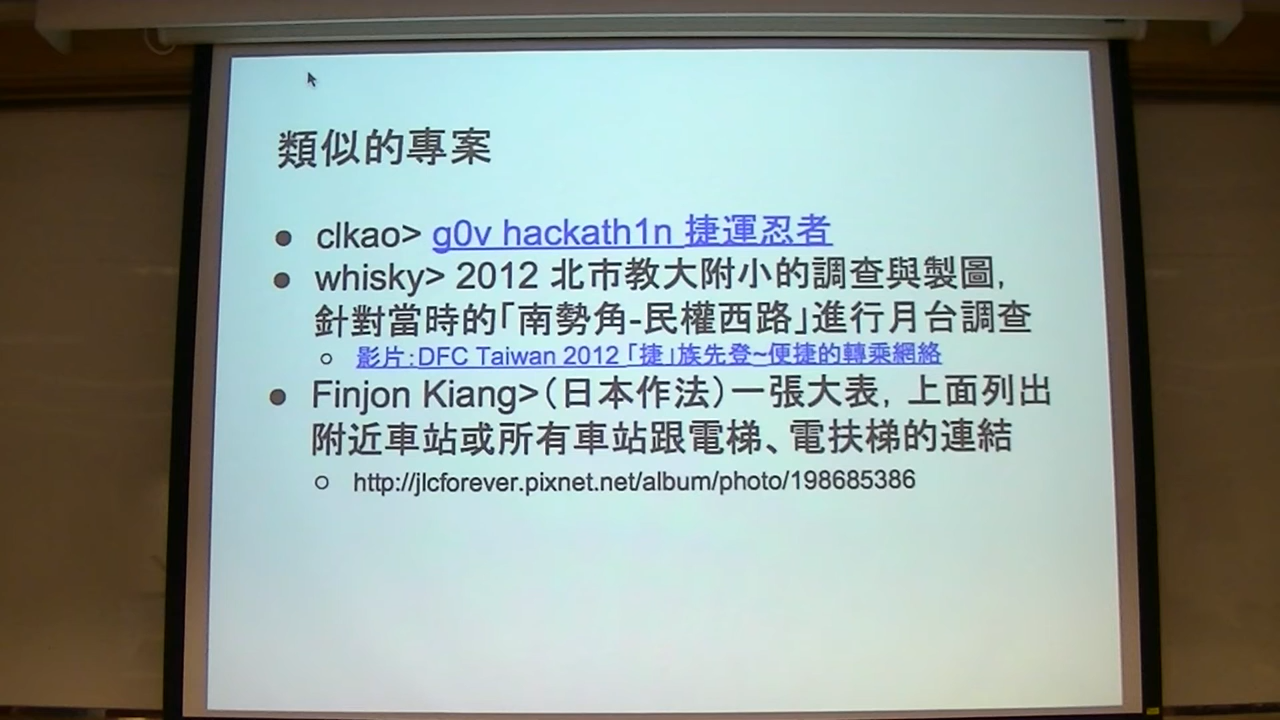 類似的專案
● clkao> g0v hackath1n 捷運忍者
● whisky> 2012 北市教大附小的調查與製圖,
針對當時的「南勢角-民權西路」進行月台調查
○ 影片：DFC Taiwan 2012「捷」族先登~便捷的轉乘網絡
● Finjon Kiang>（日本作法）一張大表，上面列出
附近車站或所有車站跟電梯、電扶梯的連結
○ http://jlcforever.pixnet.net/album/photo/198685386